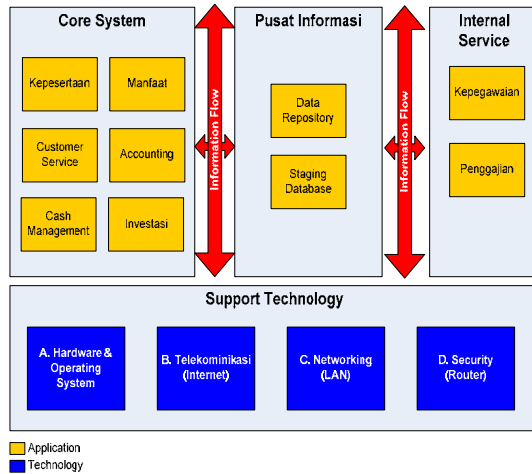 Core System
Kepesertaan
Manfaat
Customer
Service
Accounting
Cash
Management
Investasi
Information Flow
Pusat Informasi
Data
Repository
Staging
Database
Information Flow
Internal
Service
Kepegawaian
Penggajian
Support Technology
A. Hardware &
Operating
System
B. Telekominikasi
(Internet)
C. Networking
(LAN)
D. Security
(Router)
Application
Technology